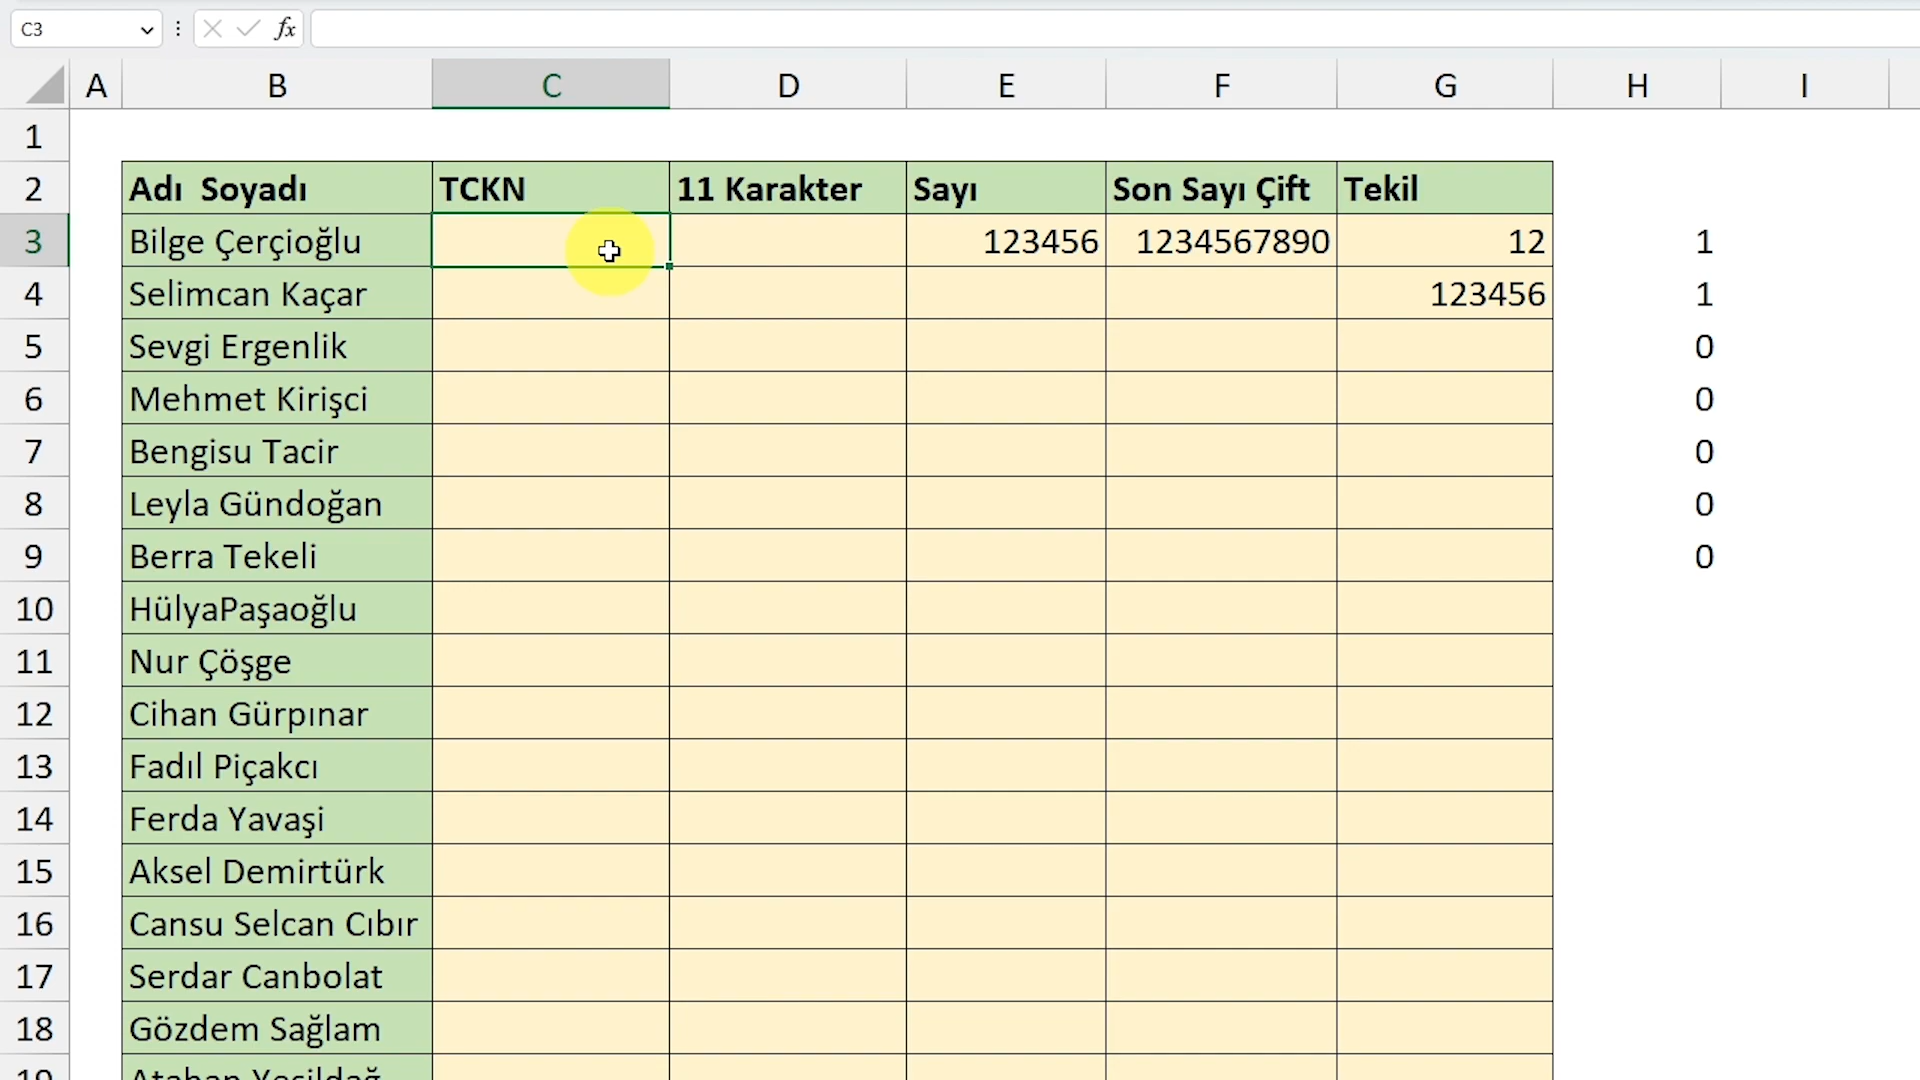 C3 fx
A B C D E F G H I
1
2 Adı Soyadı TCKN 11 Karakter Sayı Son Sayı Çift Tekil
3 Bilge Çerçioğlu 123456 1234567890 12 1
4 Selimcan Kaçar 123456 1
5 Sevgi Ergenlik 0
6 Mehmet Kirişci 0
7 Bengisu Tacir 0
8 Leyla Gündoğan 0
9 Berra Tekeli 0
10 HülyaPaşaoğlu
11 Nur Çöşge
12 Cihan Gürpınar
13 Fadıl Piçakcı
14 Ferda Yavaşi
15 Aksel Demirtürk
16 Cansu Selcan Cıbır
17 Serdar Canbolat
18 Gözdem Sağlam
19